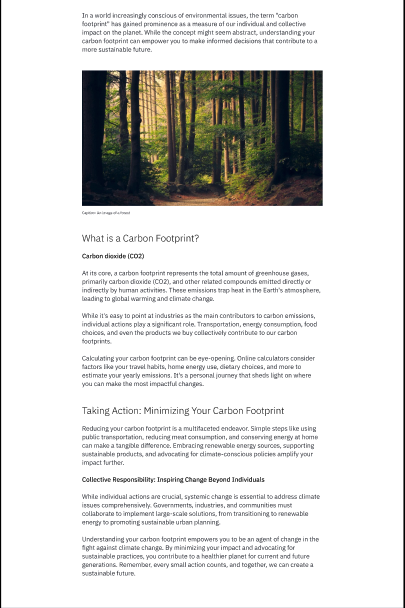 In a world increasingly conscious of environmental issues, the term "carbon
footprint" has gained prominence as a measure of our individual and collective
impact on the planet. While the concept might seem abstract, understanding your
carbon footprint can empower you to make informed decisions that contribute to a
more sustainable future.
Caption: An image of a forest
What is a Carbon Footprint?
Carbon dioxide (CO2)
At its core, a carbon footprint represents the total amount of greenhouse gases,
primarily carbon dioxide (CO2), and other related compounds emitted directly or
indirectly by human activities. These emissions trap heat in the Earth's atmosphere,
leading to global warming and climate change.
While it's easy to point at industries as the main contributors to carbon emissions,
individual actions play a significant role. Transportation, energy consumption, food
choices, and even the products we buy collectively contribute to our carbon
footprints.
Calculating your carbon footprint can be eye-opening. Online calculators consider
factors like your travel habits, home energy use, dietary choices, and more to
estimate your yearly emissions. It's a personal journey that sheds light on where
you can make the most impactful changes.
Taking Action: Minimizing Your Carbon Footprint
Reducing your carbon footprint is a multifaceted endeavor. Simple steps like using
public transportation, reducing meat consumption, and conserving energy at home
can make a tangible difference. Embracing renewable energy sources, supporting
sustainable products, and advocating for climate-conscious policies amplify your
impact further.
Collective Responsibility: Inspiring Change Beyond Individuals
While individual actions are crucial, systemic change is essential to address climate
issues comprehensively. Governments, industries, and communities must
collaborate to implement large-scale solutions, from transitioning to renewable
energy to promoting sustainable urban planning.
Understanding your carbon footprint empowers you to be an agent of change in the
fight against climate change. By minimizing your impact and advocating for
sustainable practices, you contribute to a healthier planet for current and future
generations. Remember, every small action counts, and together, we can create a
sustainable future.